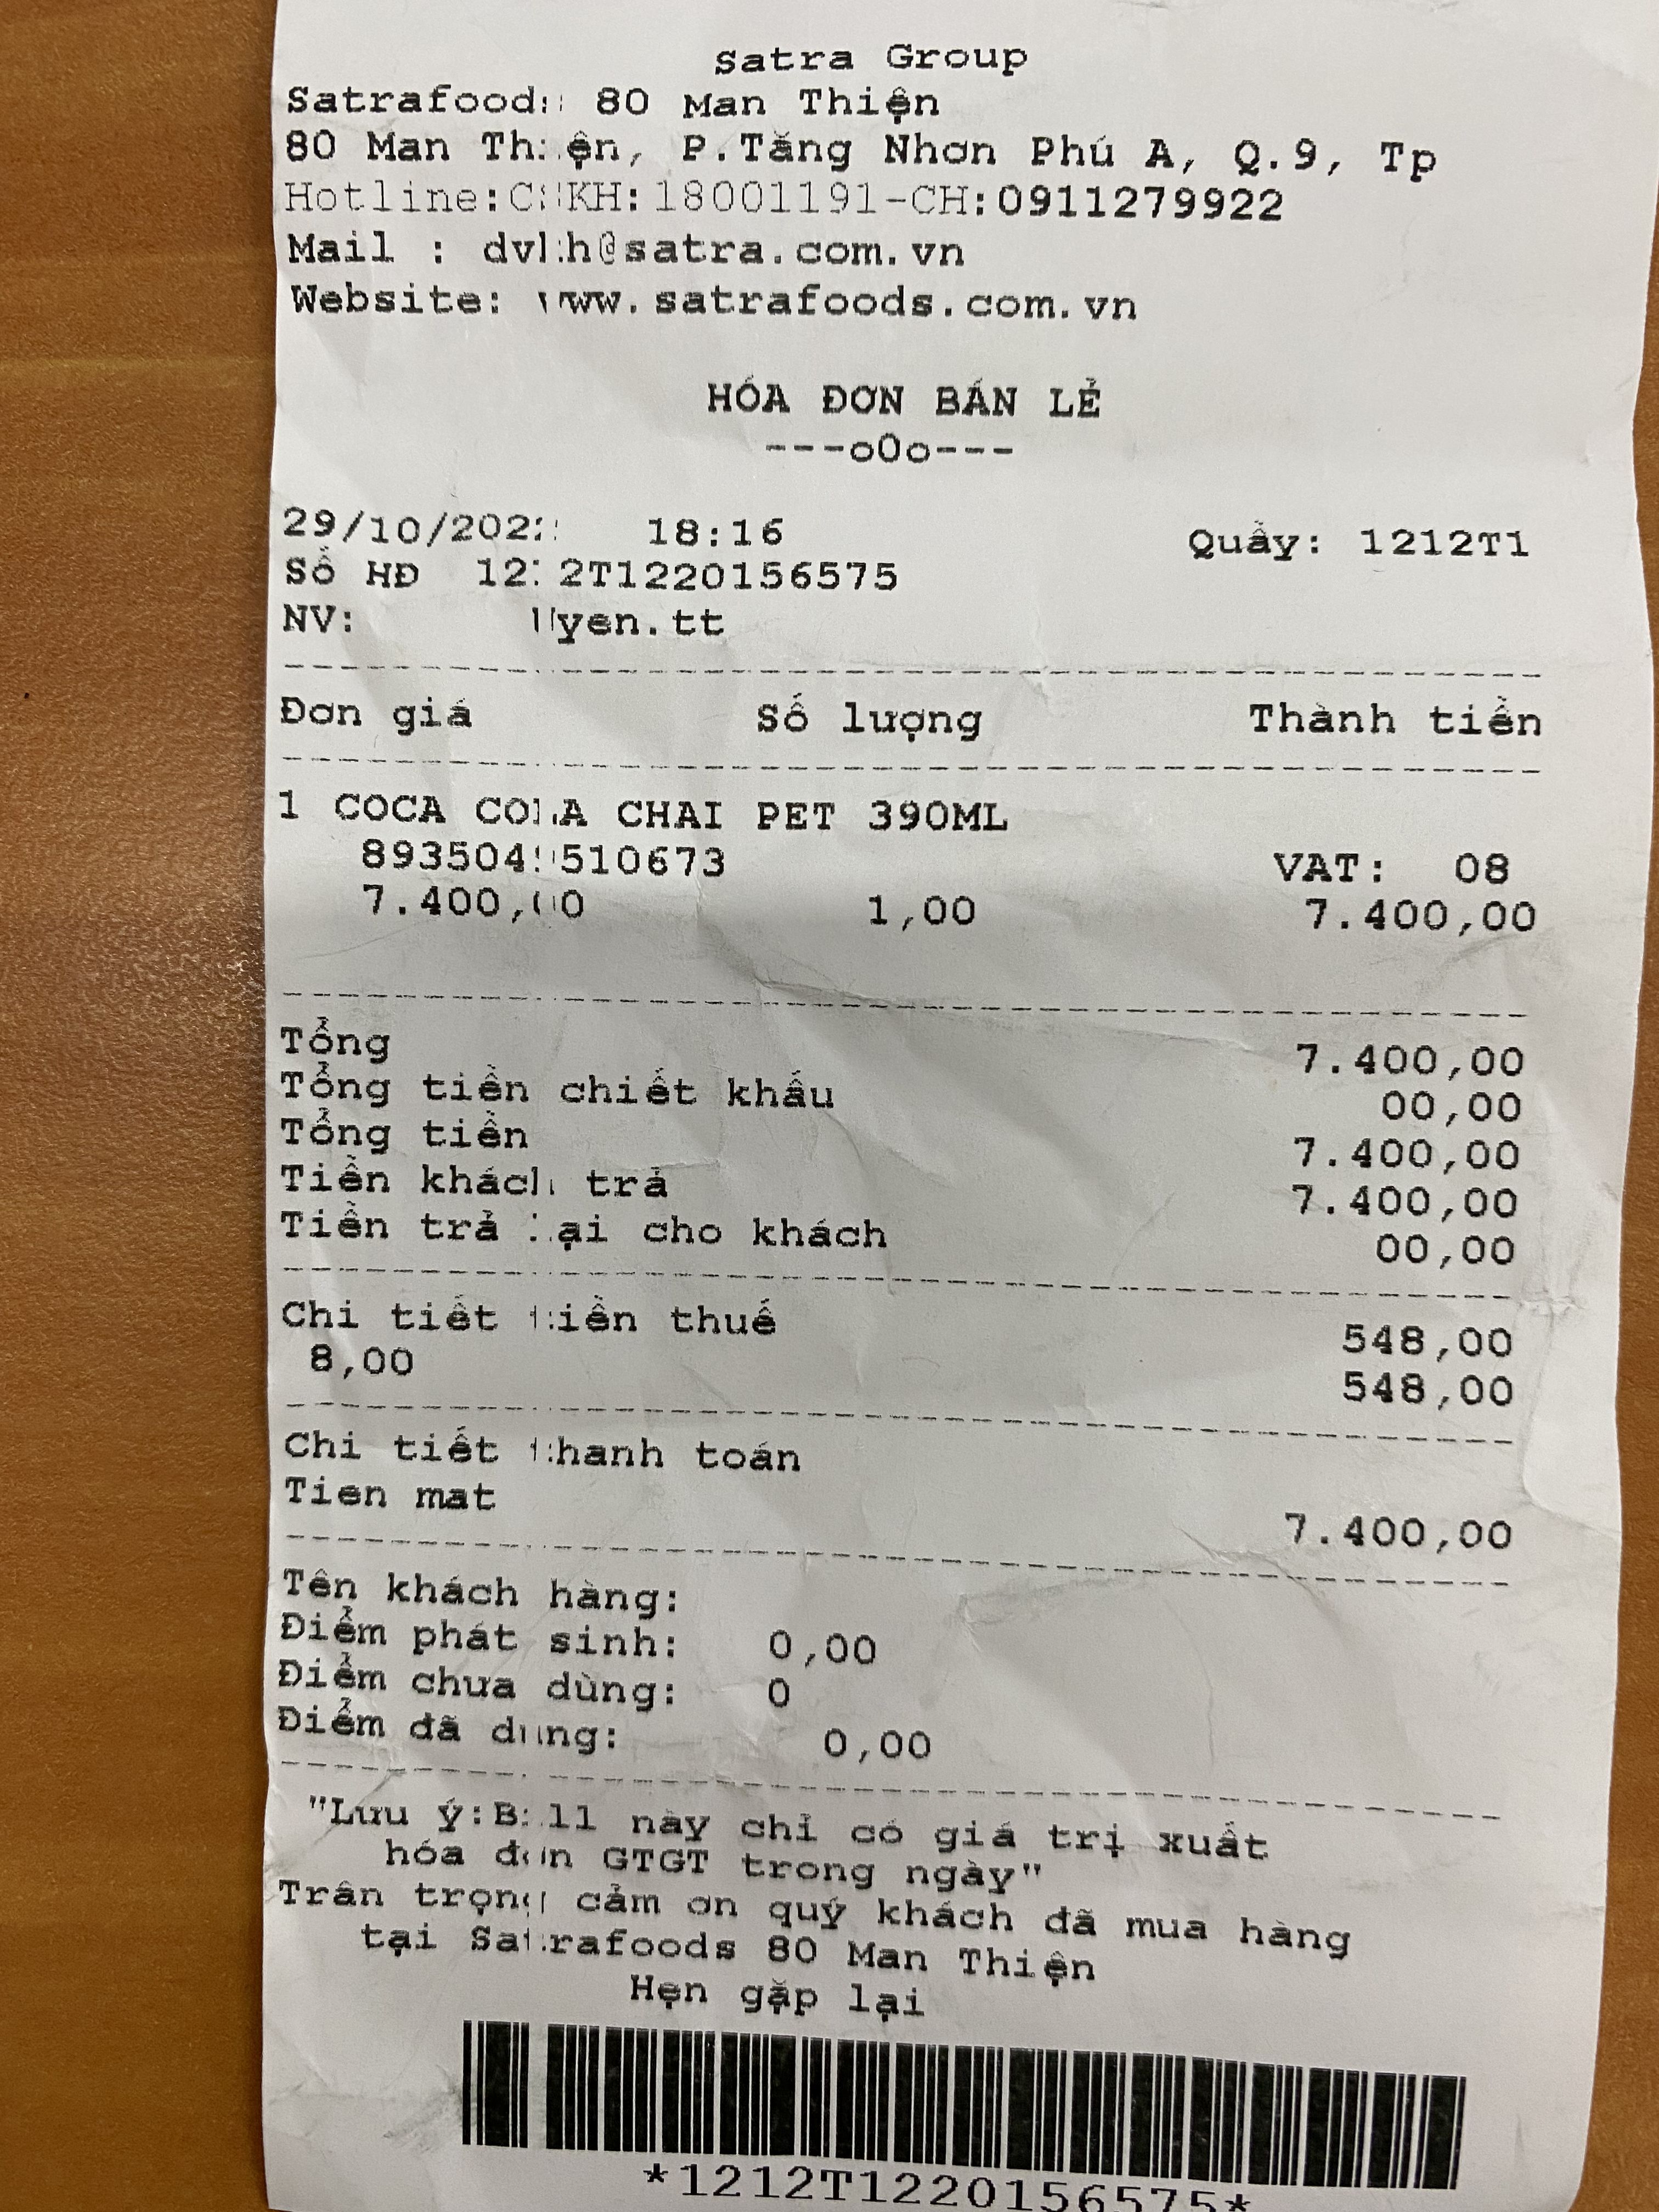 Satra Group
Satrafoods 80 Man Thiện
80 Man Thiện, P.Tăng Nhơn Phú A, Q.9, Tp
Hotline:CSKH:18001191-CH:0911279922
Mail : dvkh@satra.com.vn
Website: www.satrafoods.com.vn
HÓA ĐƠN BÁN LẺ
---oOo---
29/10/2022 18:16 Quầy: 1212T1
Số HĐ 1212T1220156575
NV: yen.tt
Đơn giá Số lượng Thành tiền
1 COCA COLA CHAI PET 390ML
8935049510673 VAT: 08
7.400,00 1,00 7.400,00
Tổng 7.400,00
Tổng tiền chiết khấu 00,00
Tổng tiền 7.400,00
Tiền khách trả 7.400,00
Tiền trả lại cho khách 00,00
Chi tiết tiền thuế 548,00
8,00 548,00
Chi tiết thanh toán
Tien mat 7.400,00
Tên khách hàng:
Điểm phát sinh: 0,00
Điểm chưa dùng: 0
Điểm đã dùng: 0,00
"Lưu ý:Bill này chỉ có giá trị xuất
hóa đơn GTGT trong ngày"
Trân trọng cảm ơn quý khách đã mua hàng
tại Satrafoods 80 Man Thiện
Hẹn gặp lại
*1212T1220156575*